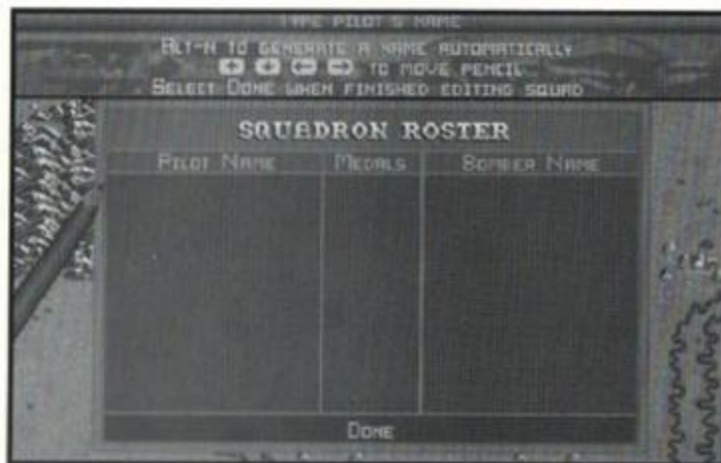 TYPE PILOT'S NAME
ALT-N TO GENERATE A NAME AUTOMATICALLY
↑ ↓ ← → TO MOVE PENCIL
SELECT DONE WHEN FINISHED EDITING SQUAD
SQUADRON ROSTER
PILOT NAME MEDALS BOMBER NAME
DONE